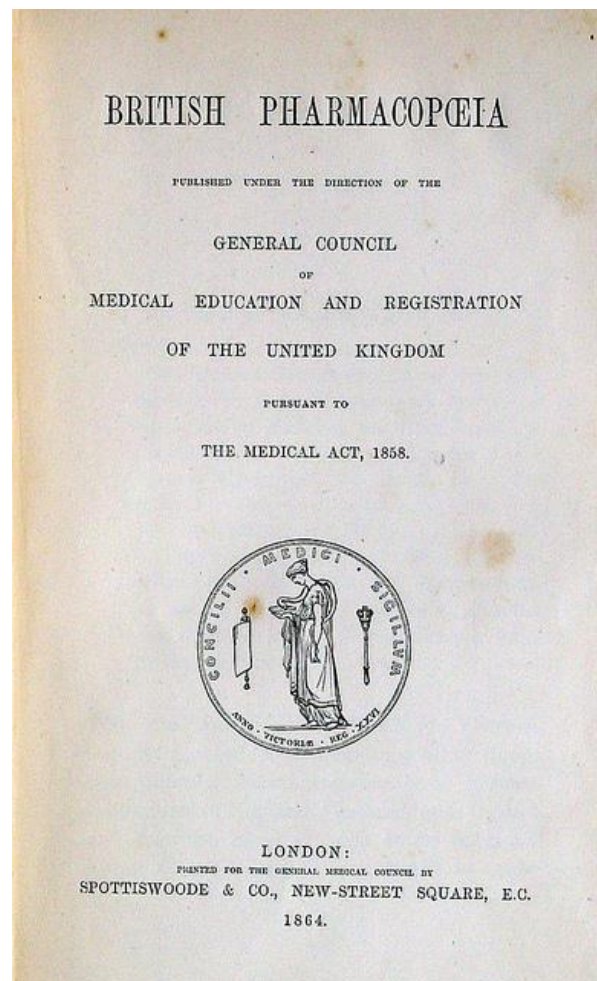 BRITISH PHARMACOPŒIA
PUBLISHED UNDER THE DIRECTION OF THE
GENERAL COUNCIL
OF
MEDICAL EDUCATION AND REGISTRATION
OF THE UNITED KINGDOM
PURSUANT TO
THE MEDICAL ACT, 1858.
CONCILII · MEDICI · SIGILLVM
ANNO · VICTORIÆ · REG · XXVI
LONDON:
PRINTED FOR THE GENERAL MEDICAL COUNCIL BY
SPOTTISWOODE & CO., NEW-STREET SQUARE, E.C.
1864.